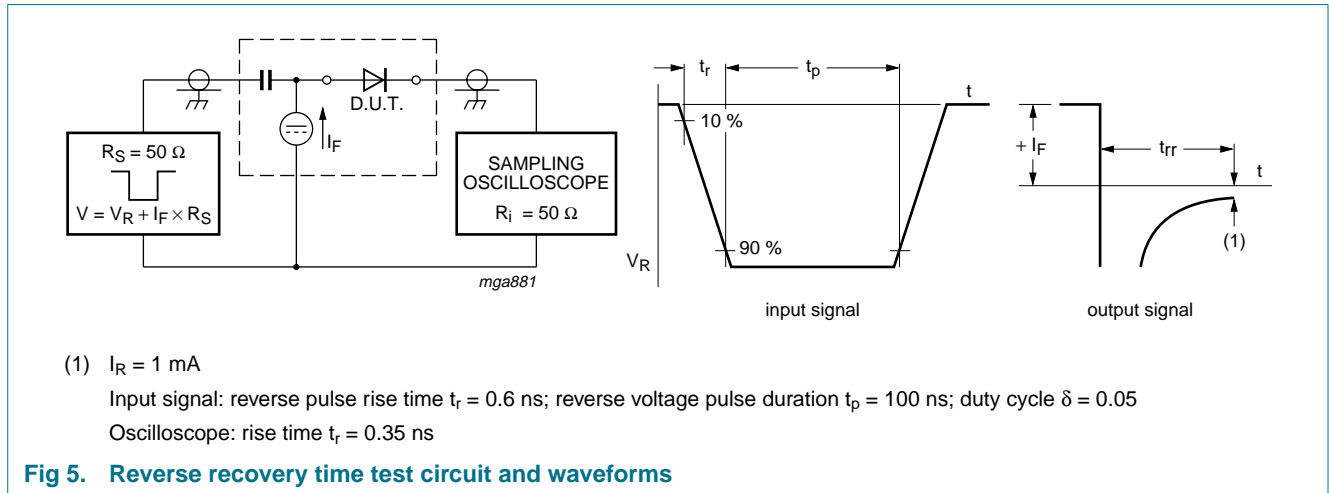 D.U.T.
I_F
R_S = 50 Ω
V = V_R + I_F × R_S
SAMPLING
OSCILLOSCOPE
R_i = 50 Ω
mga881
t_r
t_p
t
10 %
90 %
V_R
input signal
+ I_F
t_rr
t
(1)
output signal
(1) I_R = 1 mA
Input signal: reverse pulse rise time t_r = 0.6 ns; reverse voltage pulse duration t_p = 100 ns; duty cycle δ = 0.05
Oscilloscope: rise time t_r = 0.35 ns
Fig 5. Reverse recovery time test circuit and waveforms